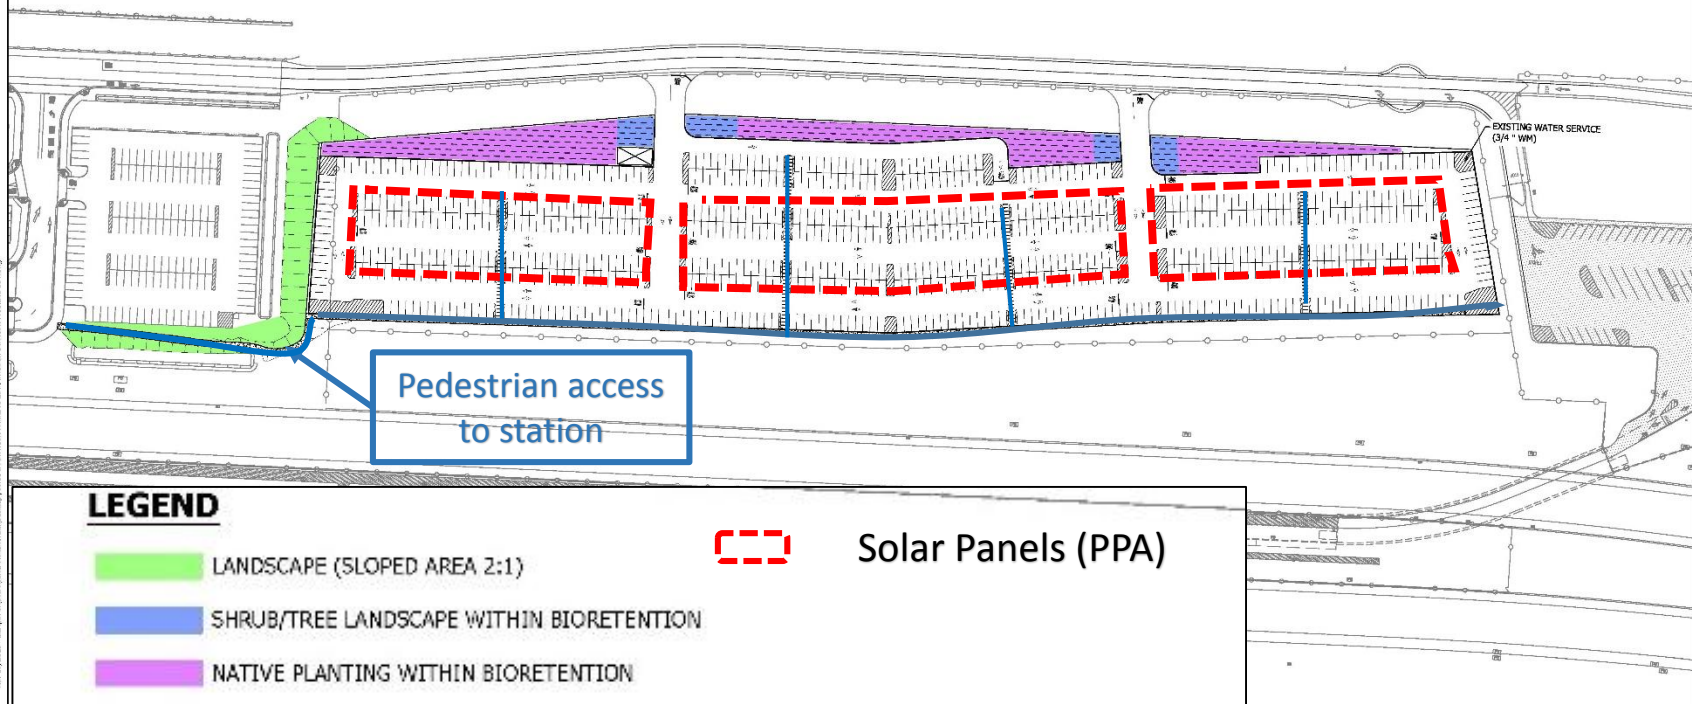 EXISTING WATER SERVICE
(3/4 " WM)
Pedestrian access
to station
LEGEND
Solar Panels (PPA)
LANDSCAPE (SLOPED AREA 2:1)
SHRUB/TREE LANDSCAPE WITHIN BIORETENTION
NATIVE PLANTING WITHIN BIORETENTION